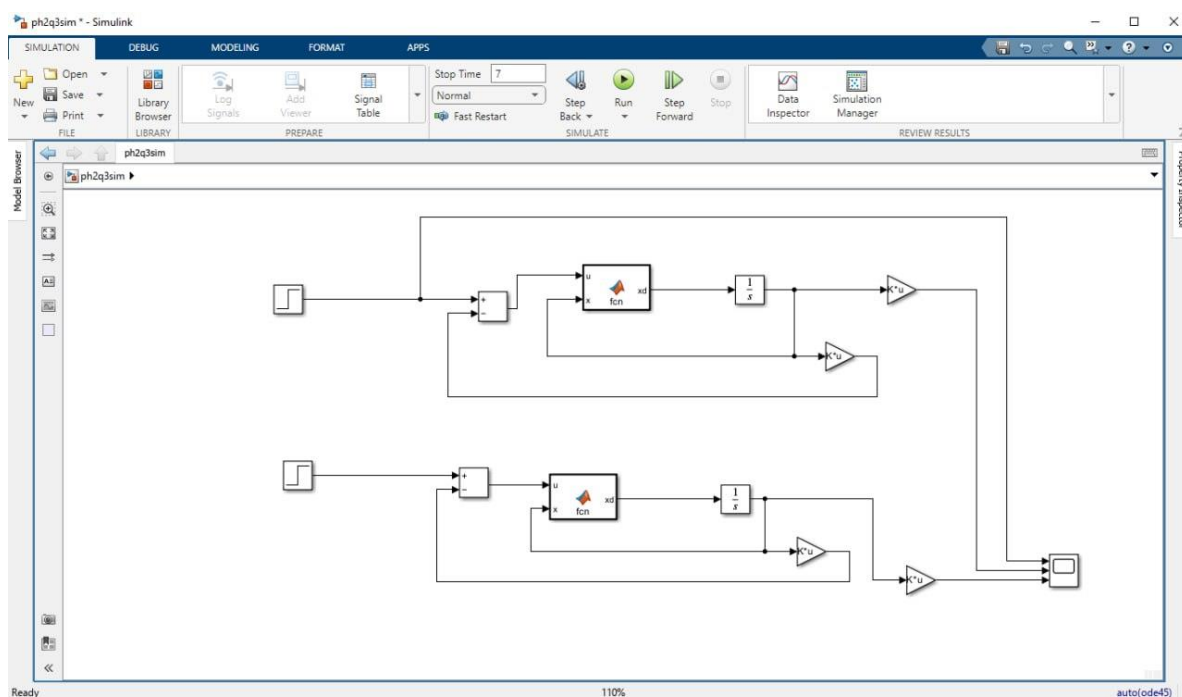 ph2q3sim * - Simulink
SIMULATION DEBUG MODELING FORMAT APPS
New
Open
Save
Print
FILE
Library Browser
LIBRARY
Log Signals
Add Viewer
Signal Table
PREPARE
Stop Time 7
Normal
Fast Restart
Step Back
Run
Step Forward
Stop
SIMULATE
Data Inspector
Simulation Manager
REVIEW RESULTS
Model Browser
ph2q3sim
ph2q3sim
Property Inspector
+
−
u
x
xd
fcn
1
s
K*u
K*u
+
−
u
x
xd
fcn
1
s
K*u
K*u
Ready 110% auto(ode45)